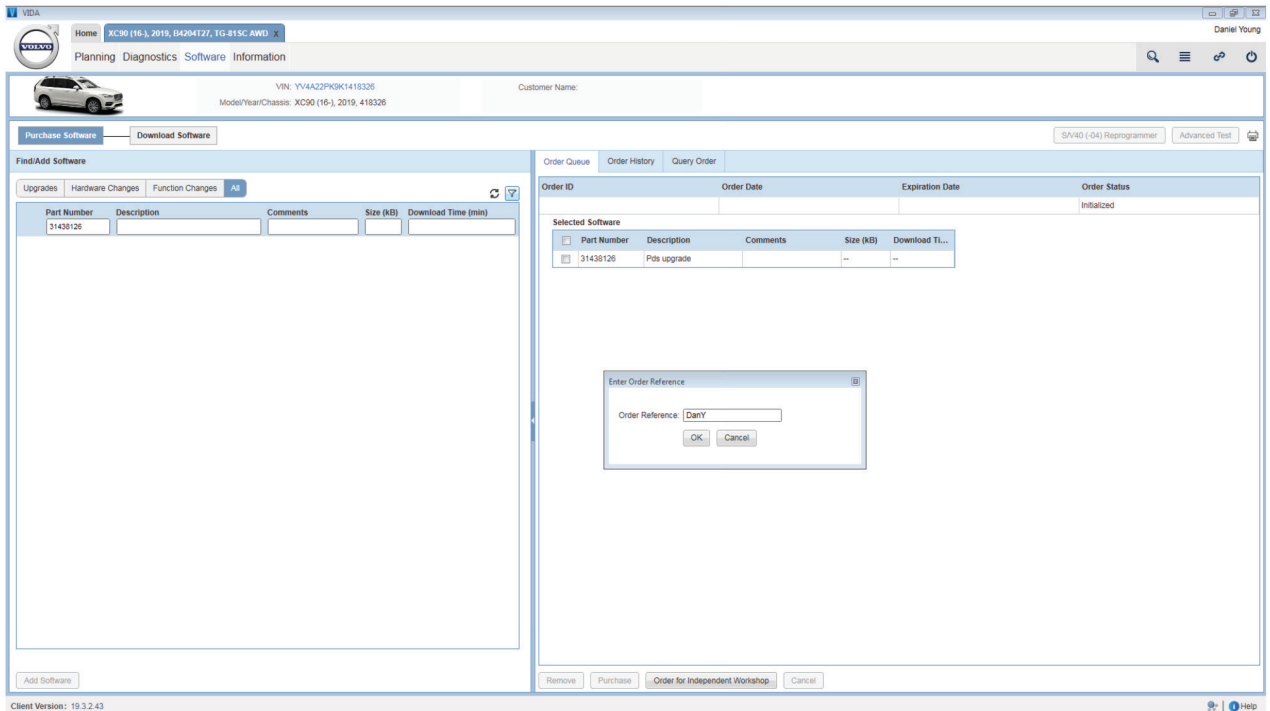 VIDA
Home XC90 (16-), 2019, B4204T27, TG-81SC AWD X
Daniel Young
VOLVO
Planning Diagnostics Software Information
VIN: YV4A22PK9K1418326
Customer Name:
Model/Year/Chassis: XC90 (16-), 2019, 418326
Purchase Software Download Software
S/V40 (-04) Reprogrammer Advanced Test
Find/Add Software
Order Queue Order History Query Order
Upgrades Hardware Changes Function Changes All
Order ID Order Date Expiration Date Order Status
Initialized
Part Number Description Comments Size (kB) Download Time (min)
31438126
Selected Software
Part Number Description Comments Size (kB) Download Ti...
31438126 Pds upgrade -- --
Enter Order Reference
Order Reference: DanY
OK Cancel
Add Software
Remove Purchase Order for Independent Workshop Cancel
Client Version: 19.3.2.43
Help